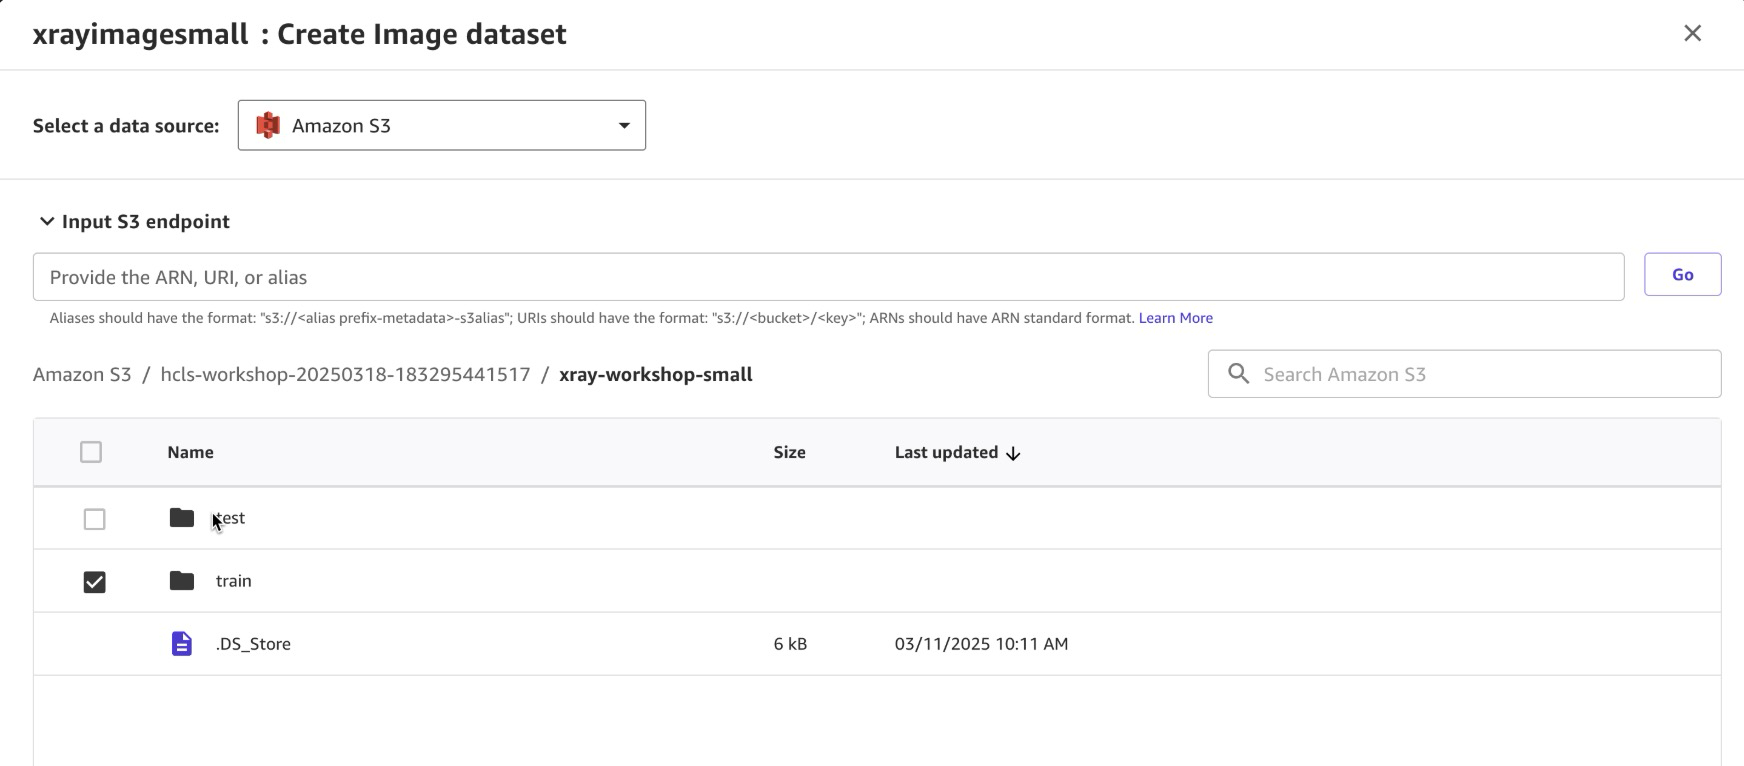 xrayimagesmall : Create Image dataset
Select a data source: Amazon S3
Input S3 endpoint
Provide the ARN, URI, or alias
Go
Aliases should have the format: "s3://<alias prefix-metadata>-s3alias"; URIs should have the format: "s3://<bucket>/<key>"; ARNs should have ARN standard format. Learn More
Amazon S3 / hcls-workshop-20250318-183295441517 / xray-workshop-small
Search Amazon S3
Name Size Last updated
test
train
.DS_Store 6 kB 03/11/2025 10:11 AM